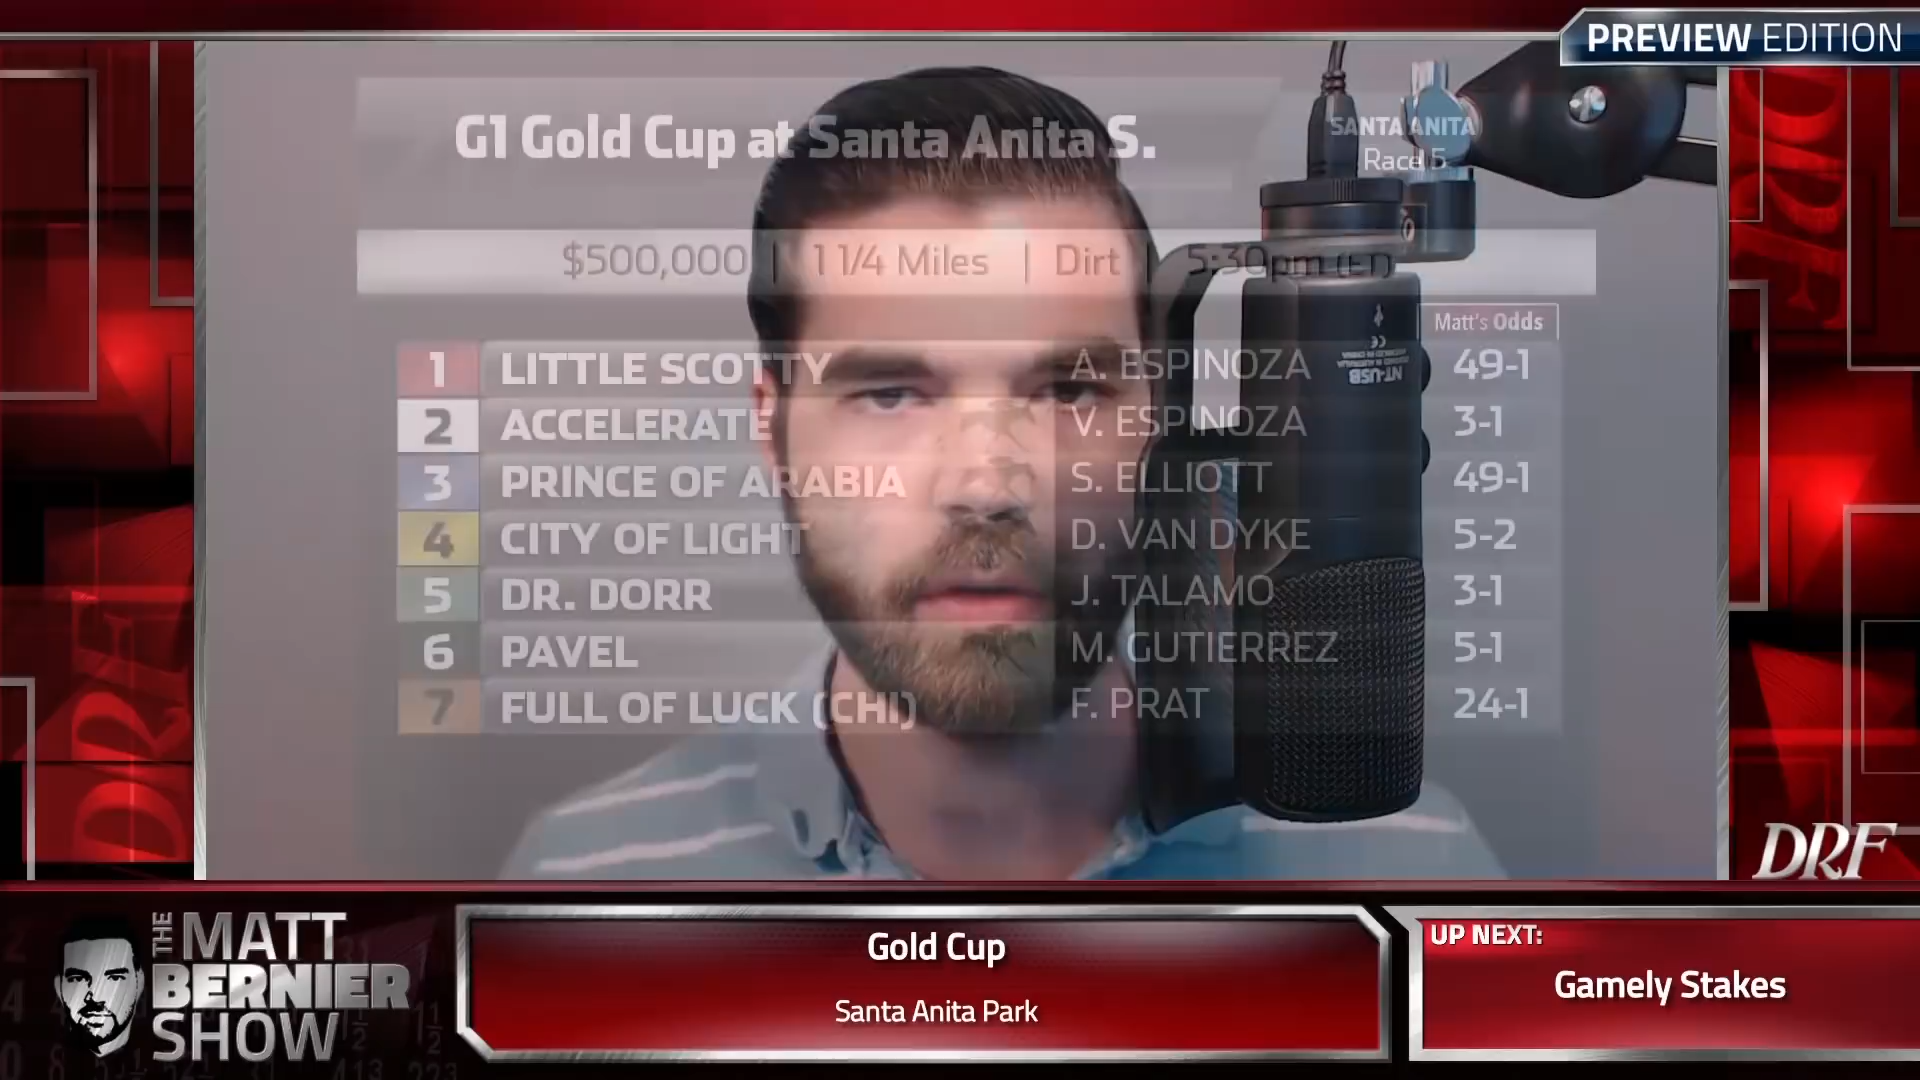 PREVIEW EDITION
G1 Gold Cup at Santa Anita S.
SANTA ANITA
Race 5
$500,000 | 1 1/4 Miles | Dirt | 5:30pm (ET)
Matt's Odds
1 LITTLE SCOTTY A. ESPINOZA 49-1
2 ACCELERATE V. ESPINOZA 3-1
3 PRINCE OF ARABIA S. ELLIOTT 49-1
4 CITY OF LIGHT D. VAN DYKE 5-2
5 DR. DORR J. TALAMO 3-1
6 PAVEL M. GUTIERREZ 5-1
7 FULL OF LUCK (CHI) F. PRAT 24-1
NT-USB
DRF
DRF
THE MATT BERNIER SHOW
Gold Cup
Santa Anita Park
UP NEXT:
Gamely Stakes